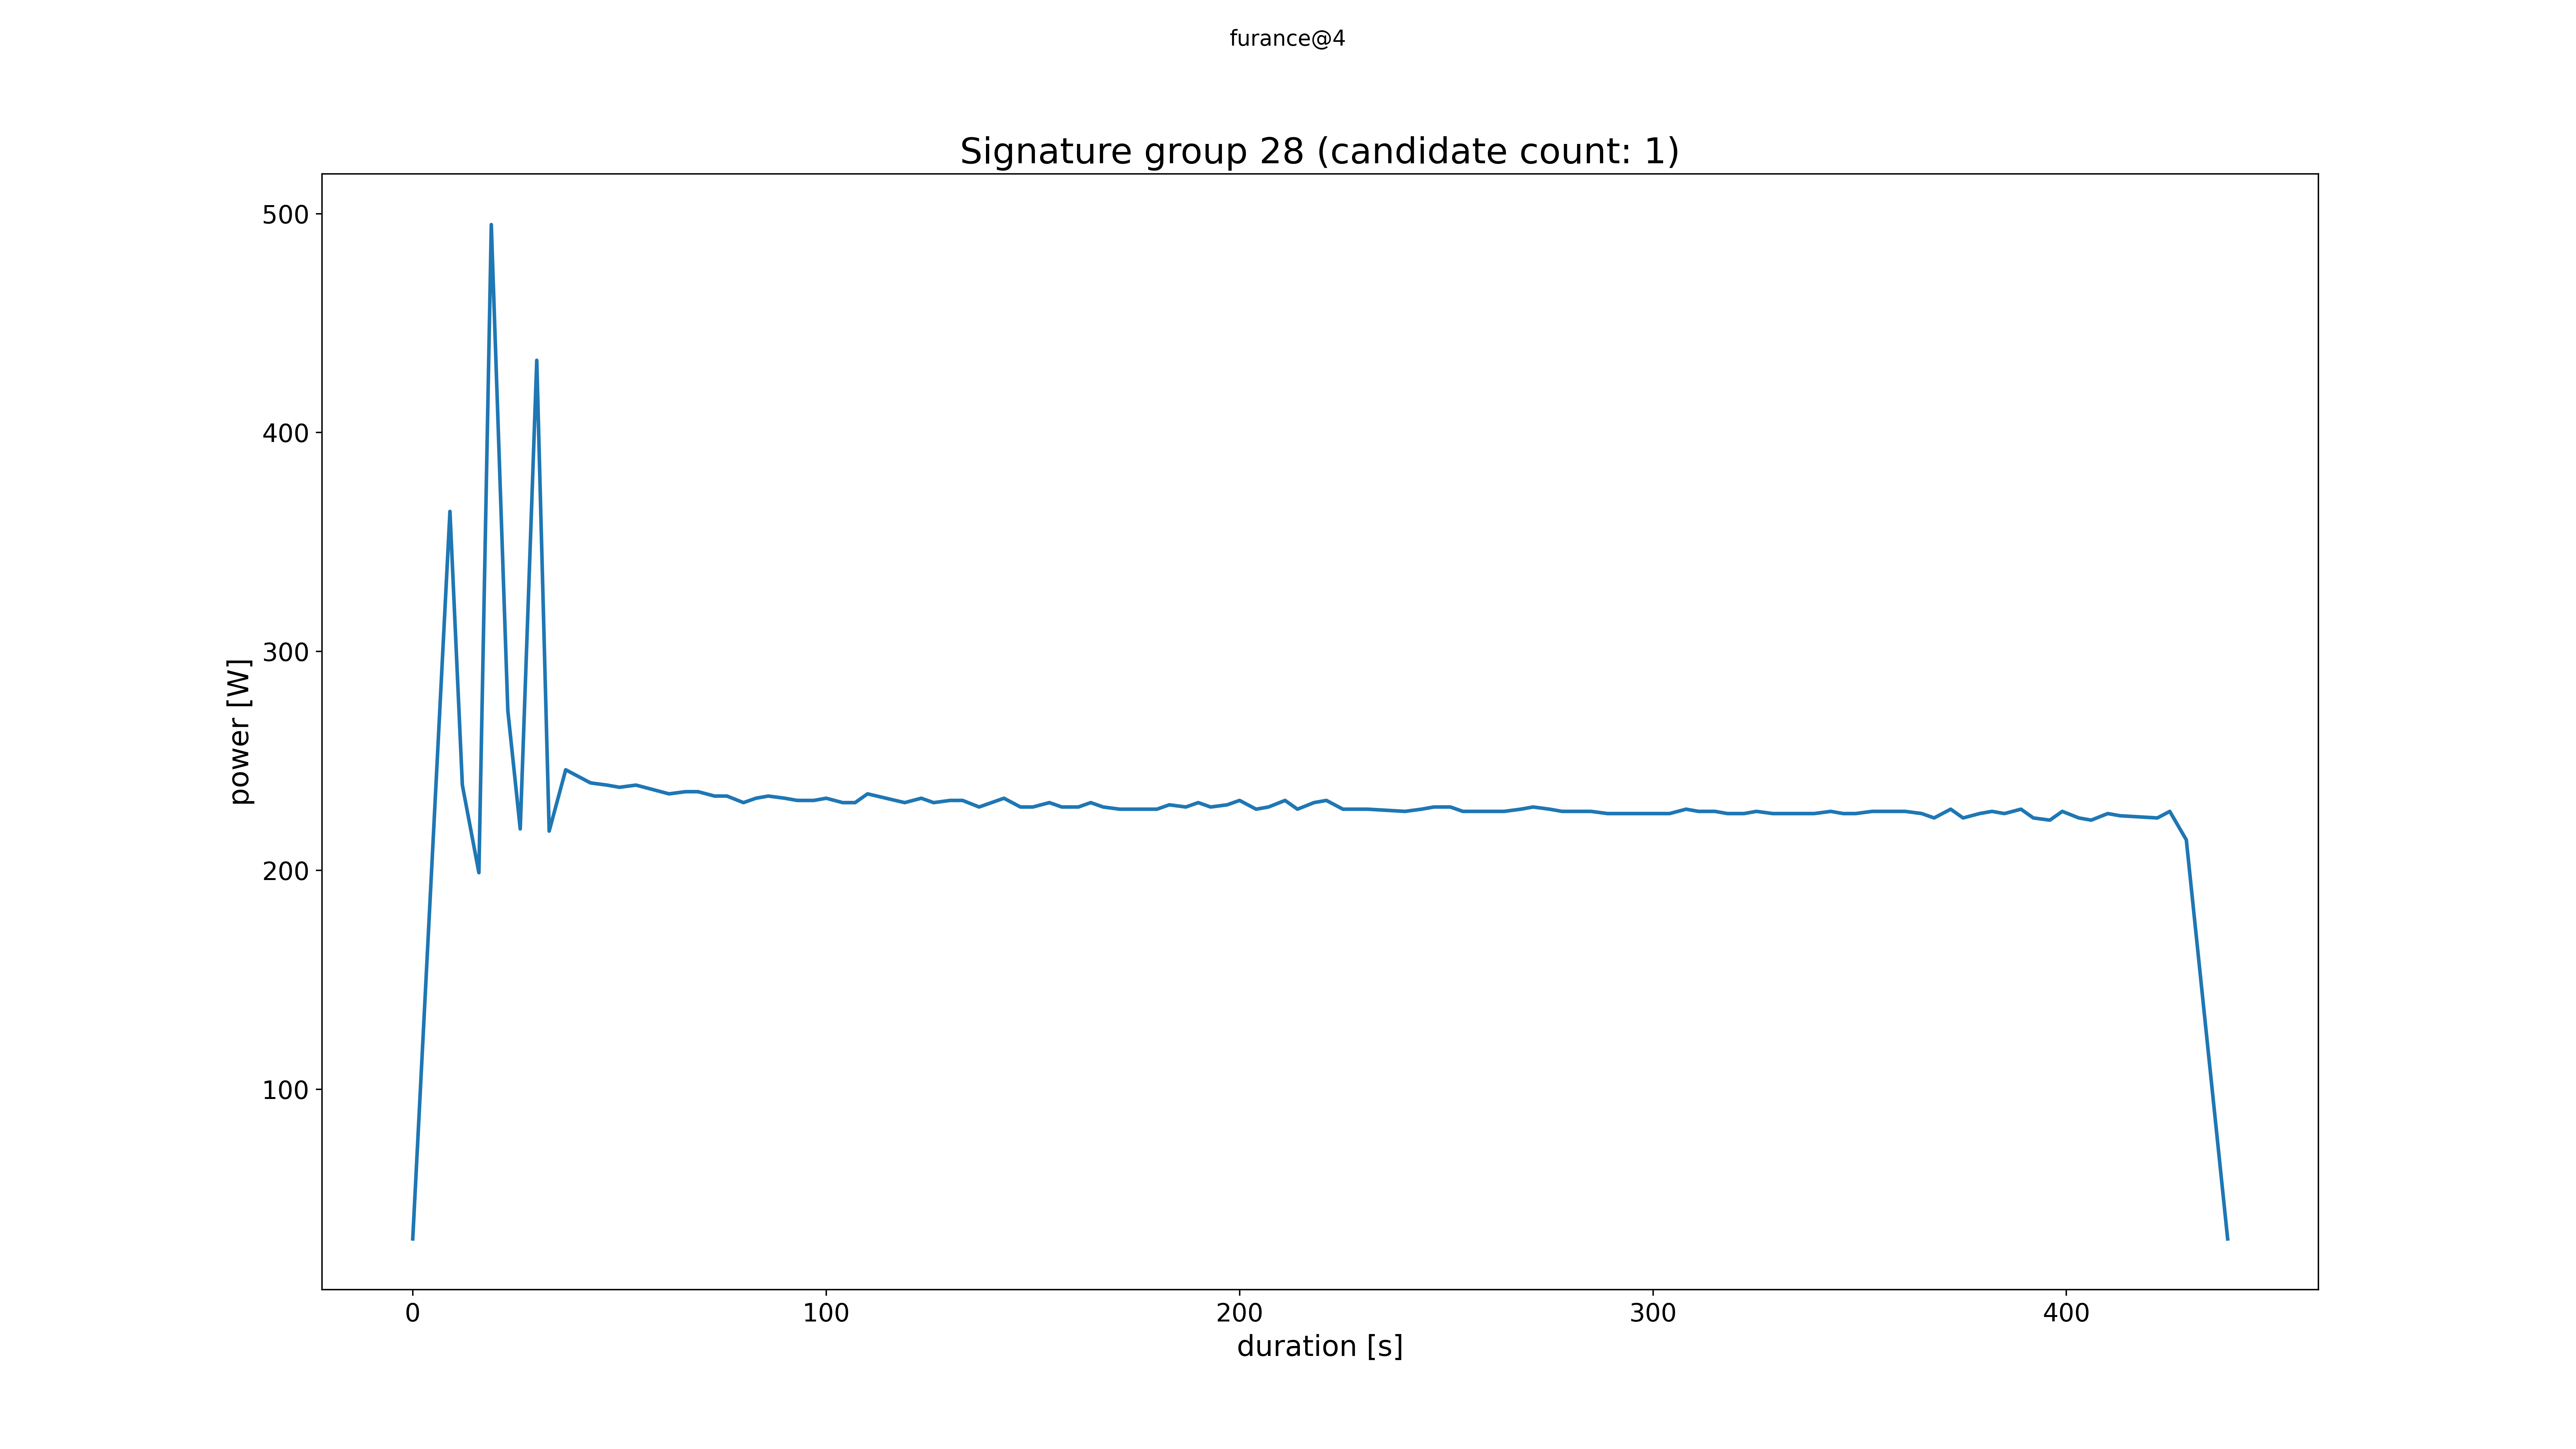 furance@4
Signature group 28 (candidate count: 1)
500
400
300
200
100
power [W]
0 100 200 300 400
duration [s]